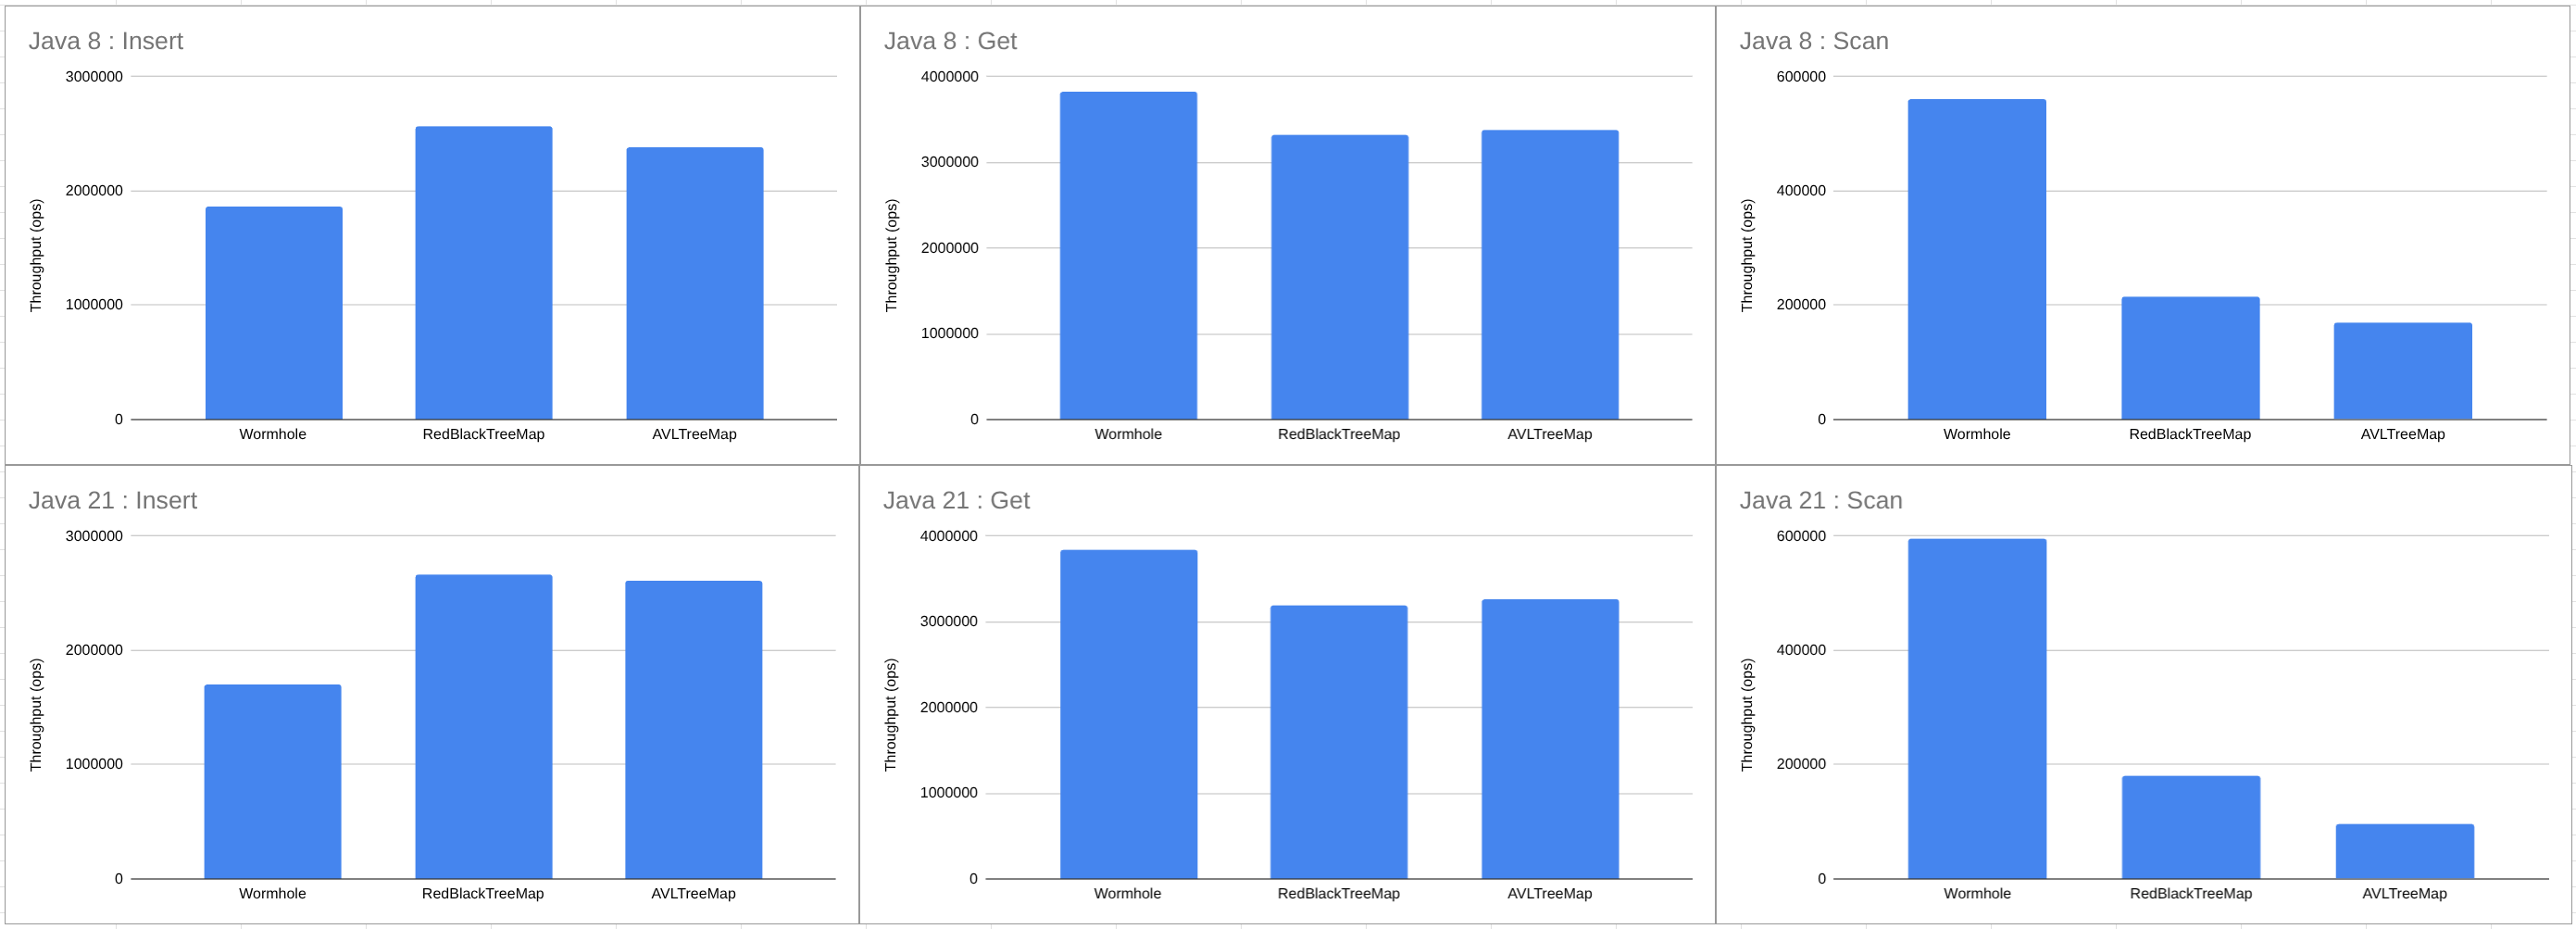 Java 8 : Insert
Throughput (ops)
3000000
2000000
1000000
0
Wormhole
RedBlackTreeMap
AVLTreeMap
Java 8 : Get
Throughput (ops)
4000000
3000000
2000000
1000000
0
Wormhole
RedBlackTreeMap
AVLTreeMap
Java 8 : Scan
Throughput (ops)
600000
400000
200000
0
Wormhole
RedBlackTreeMap
AVLTreeMap
Java 21 : Insert
Throughput (ops)
3000000
2000000
1000000
0
Wormhole
RedBlackTreeMap
AVLTreeMap
Java 21 : Get
Throughput (ops)
4000000
3000000
2000000
1000000
0
Wormhole
RedBlackTreeMap
AVLTreeMap
Java 21 : Scan
Throughput (ops)
600000
400000
200000
0
Wormhole
RedBlackTreeMap
AVLTreeMap